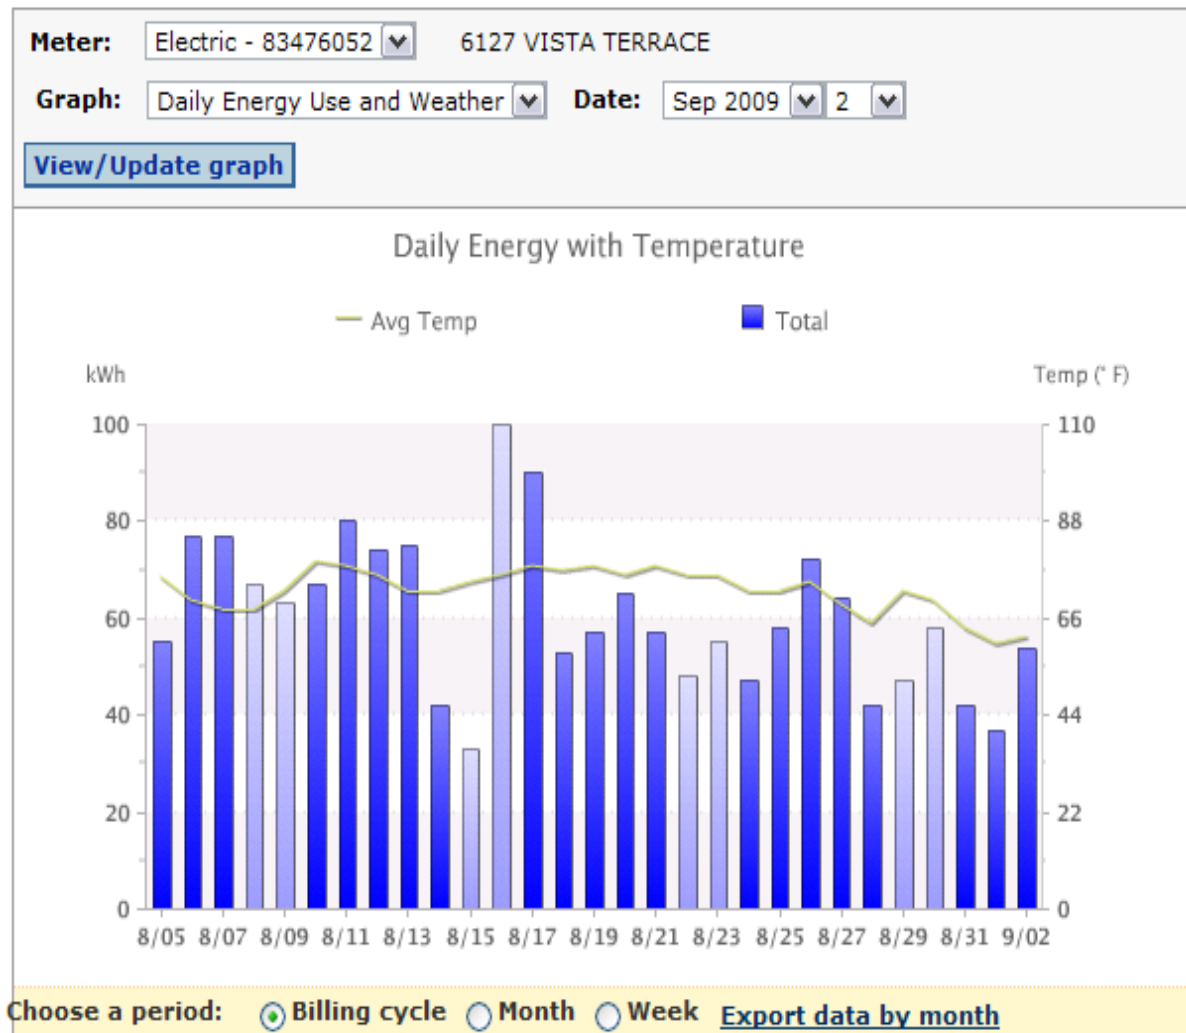 Meter: Electric - 83476052 6127 VISTA TERRACE
Graph: Daily Energy Use and Weather Date: Sep 2009 2
View/Update graph
Daily Energy with Temperature
Avg Temp Total
kWh Temp (° F)
100 110
80 88
60 66
40 44
20 22
0 0
8/05 8/07 8/09 8/11 8/13 8/15 8/17 8/19 8/21 8/23 8/25 8/27 8/29 8/31 9/02
Choose a period: Billing cycle Month Week Export data by month